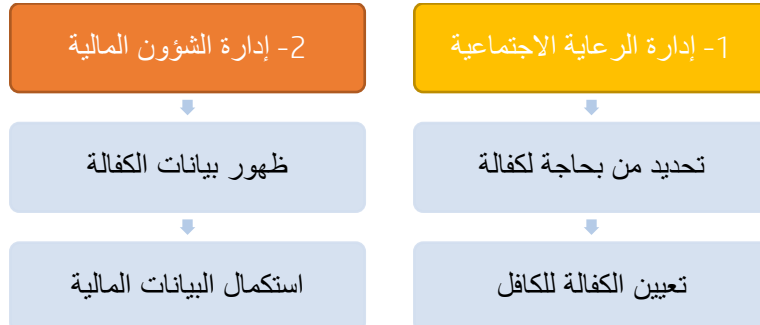 1- إدارة الرعاية الاجتماعية
تحديد من بحاجة لكفالة
تعيين الكفالة للكافل
2- إدارة الشؤون المالية
ظهور بيانات الكفالة
استكمال البيانات المالية